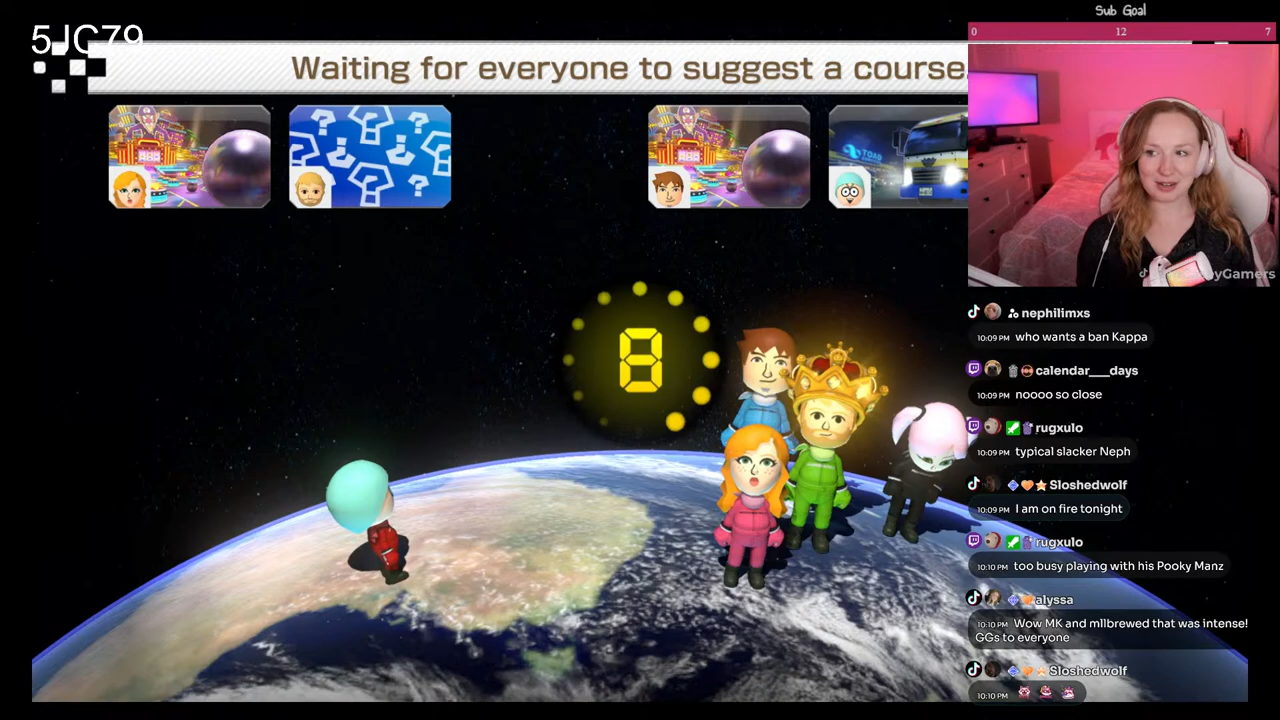 5JC79
Waiting for everyone to suggest a course.
8
TOAD
Sub Goal
0 12 7
yGamers
nephilimxs
10:09 PM who wants a ban Kappa
calendar___days
10:09 PM noooo so close
rugxulo
10:09 PM typical slacker Neph
Sloshedwolf
10:09 PM I am on fire tonight
rugxulo
10:10 PM too busy playing with his Pooky Manz
alyssa
10:10 PM Wow MK and mllbrewed that was intense!
GGs to everyone
Sloshedwolf
10:10 PM